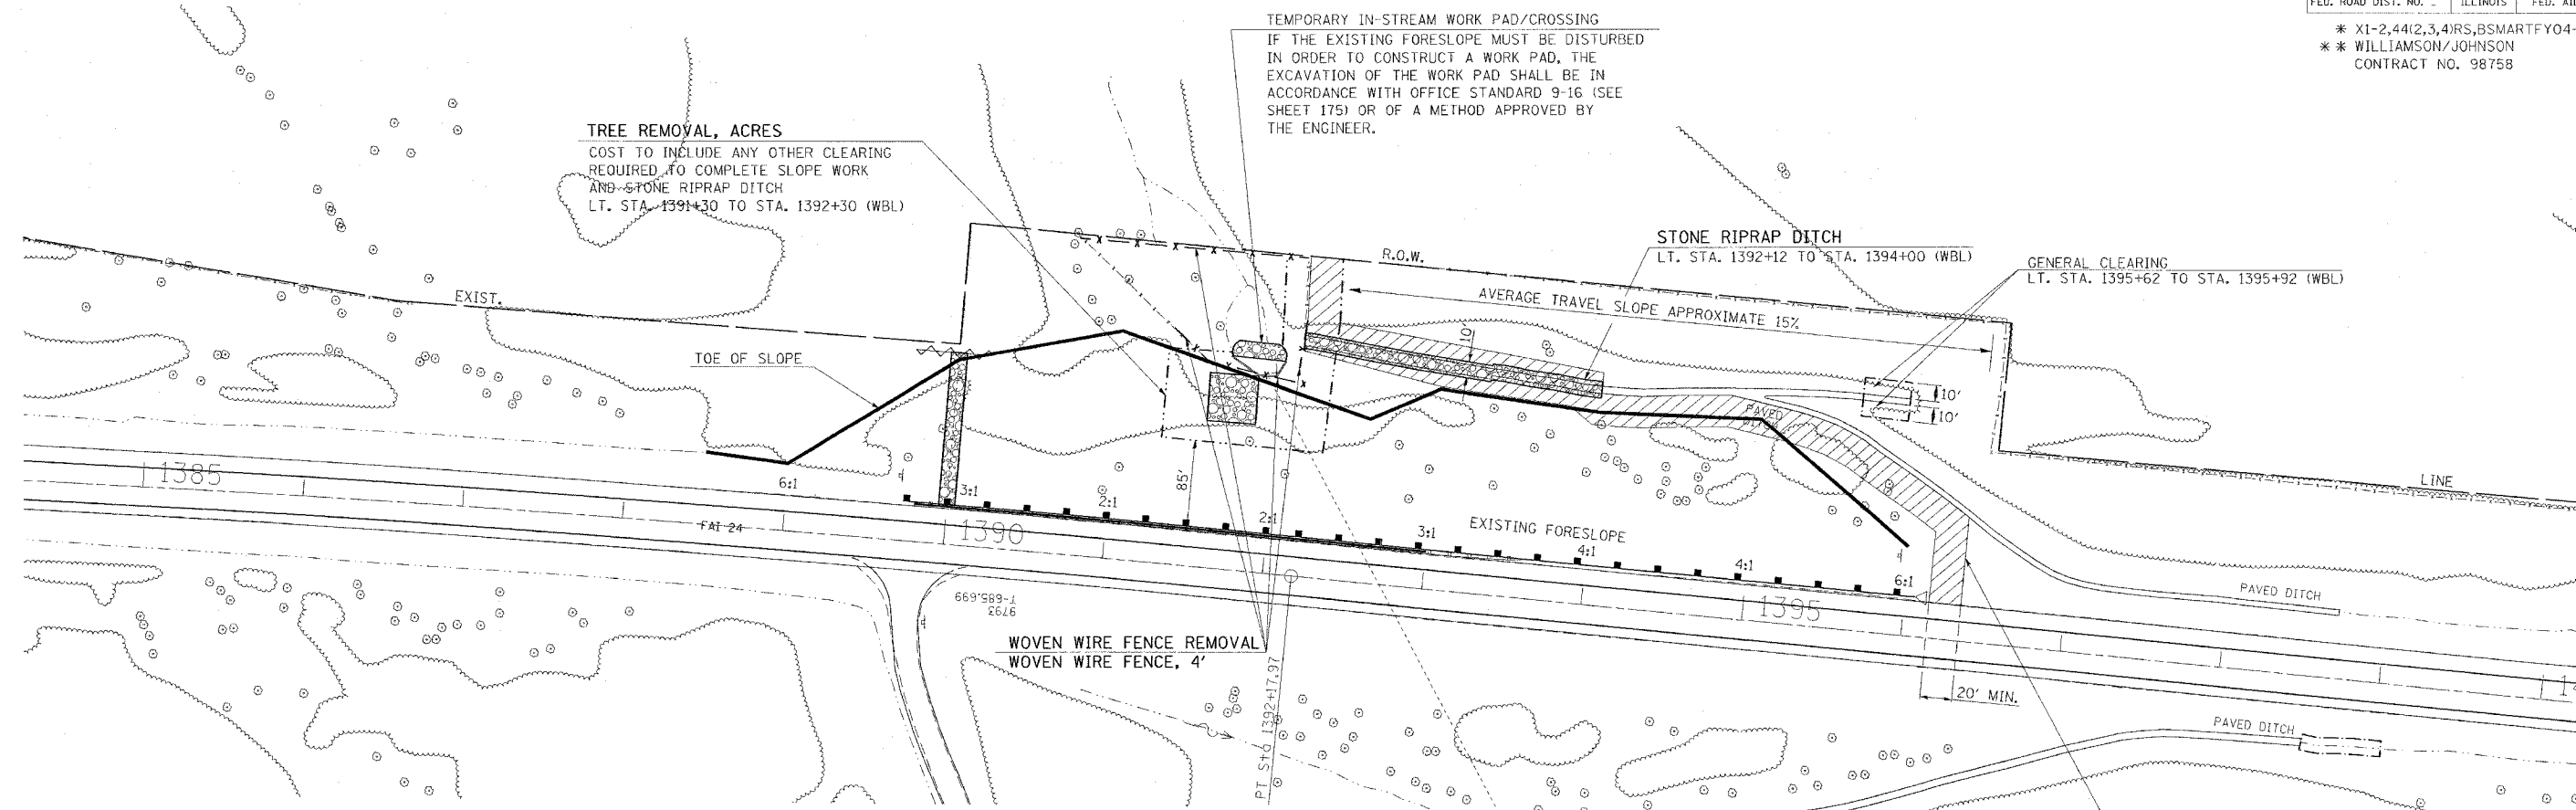 FED. ROAD DIST. NO. ILLINOIS FED. AI
* X1-2,44(2,3,4)RS,BSMARTFY04-
* * WILLIAMSON/JOHNSON
CONTRACT NO. 98758
TEMPORARY IN-STREAM WORK PAD/CROSSING
IF THE EXISTING FORESLOPE MUST BE DISTURBED
IN ORDER TO CONSTRUCT A WORK PAD, THE
EXCAVATION OF THE WORK PAD SHALL BE IN
ACCORDANCE WITH OFFICE STANDARD 9-16 (SEE
SHEET 175) OR OF A METHOD APPROVED BY
THE ENGINEER.
TREE REMOVAL, ACRES
COST TO INCLUDE ANY OTHER CLEARING
REQUIRED TO COMPLETE SLOPE WORK
AND STONE RIPRAP DITCH
LT. STA. 1391+30 TO STA. 1392+30 (WBL)
STONE RIPRAP DITCH
LT. STA. 1392+12 TO STA. 1394+00 (WBL)
R.O.W.
GENERAL CLEARING
LT. STA. 1395+62 TO STA. 1395+92 (WBL)
EXIST.
AVERAGE TRAVEL SLOPE APPROXIMATE 15%
10'
TOE OF SLOPE
10'
10'
PAVED
1385
6:1
3:1
2:1
85'
2:1
3:1
EXISTING FORESLOPE
4:1
4:1
6:1
LINE
FAI 24
1390
1395
PAVED DITCH
T-685.699
9793
WOVEN WIRE FENCE REMOVAL
WOVEN WIRE FENCE, 4'
PT Sta 1392+17.97
20' MIN.
14
PAVED DITCH